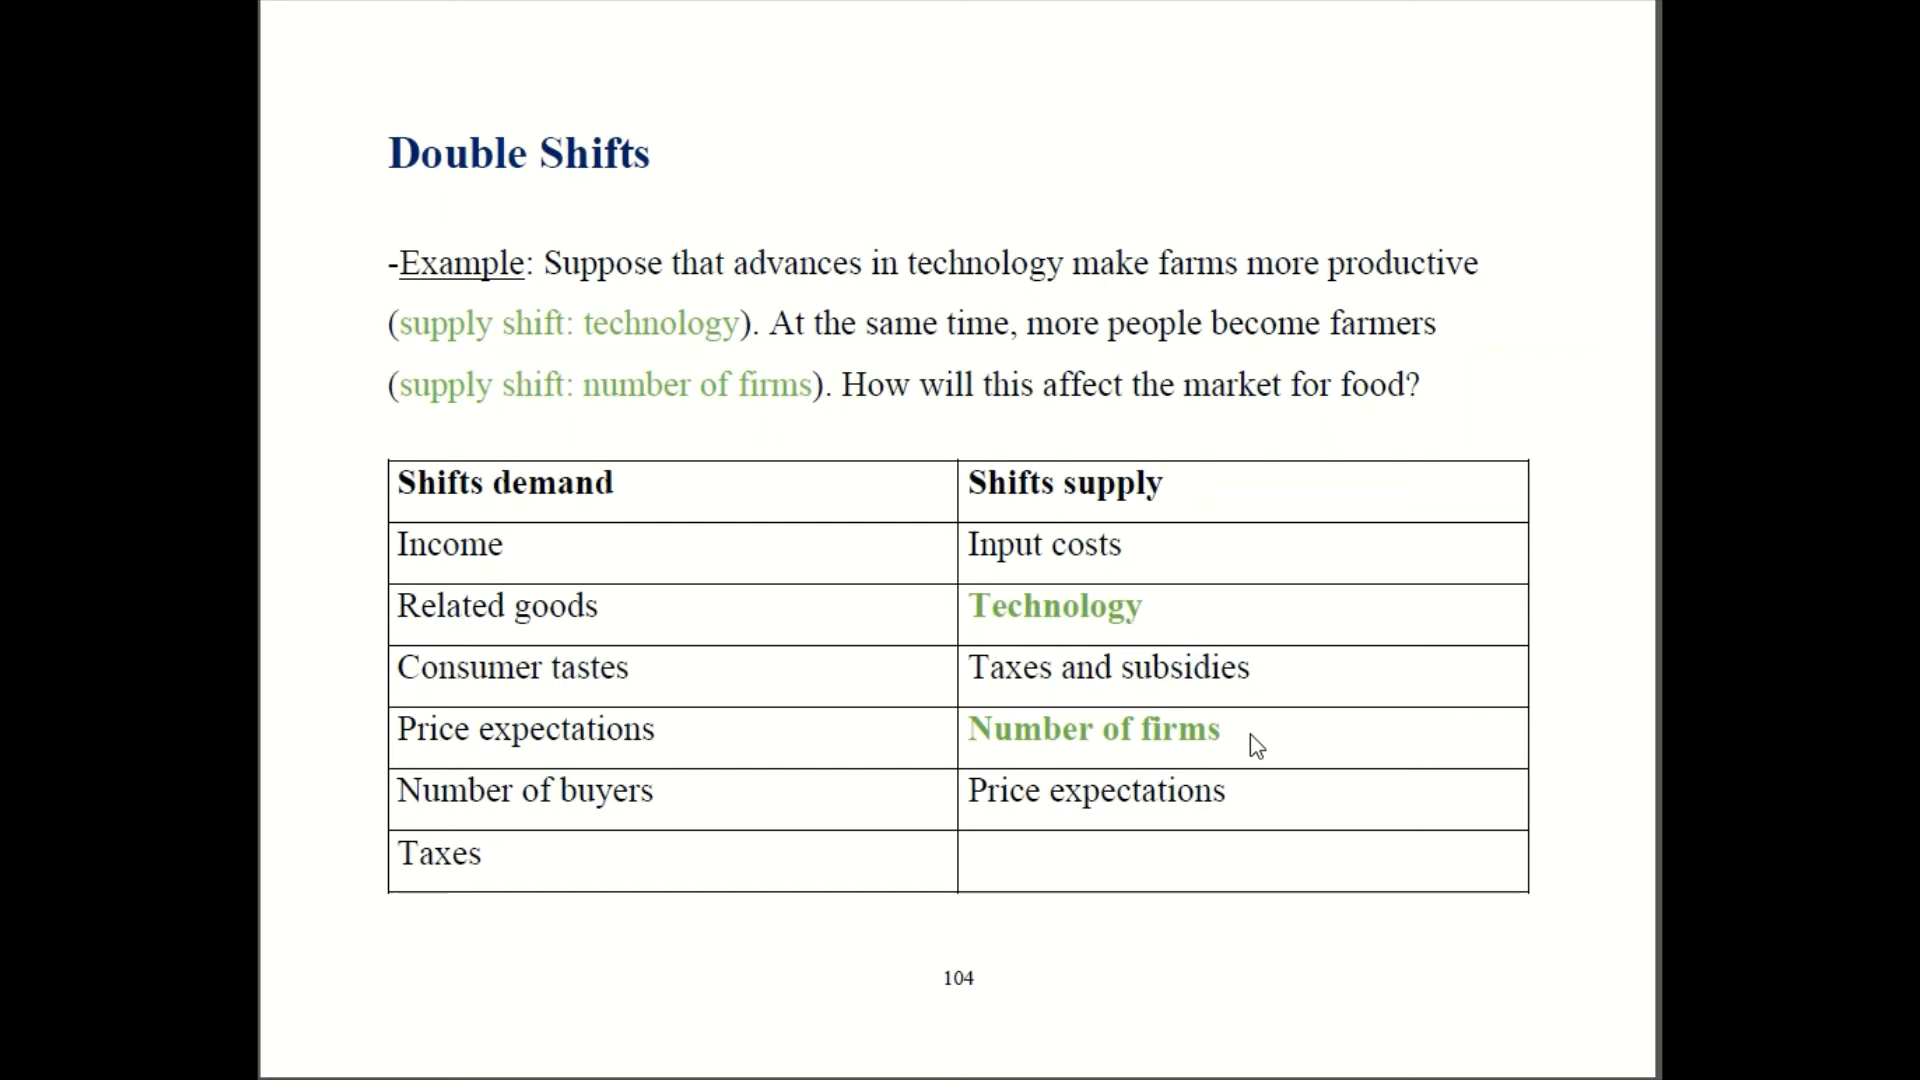 Double Shifts
-Example: Suppose that advances in technology make farms more productive
(supply shift: technology). At the same time, more people become farmers
(supply shift: number of firms). How will this affect the market for food?
Shifts demand Shifts supply
Income Input costs
Related goods Technology
Consumer tastes Taxes and subsidies
Price expectations Number of firms
Number of buyers Price expectations
Taxes
104